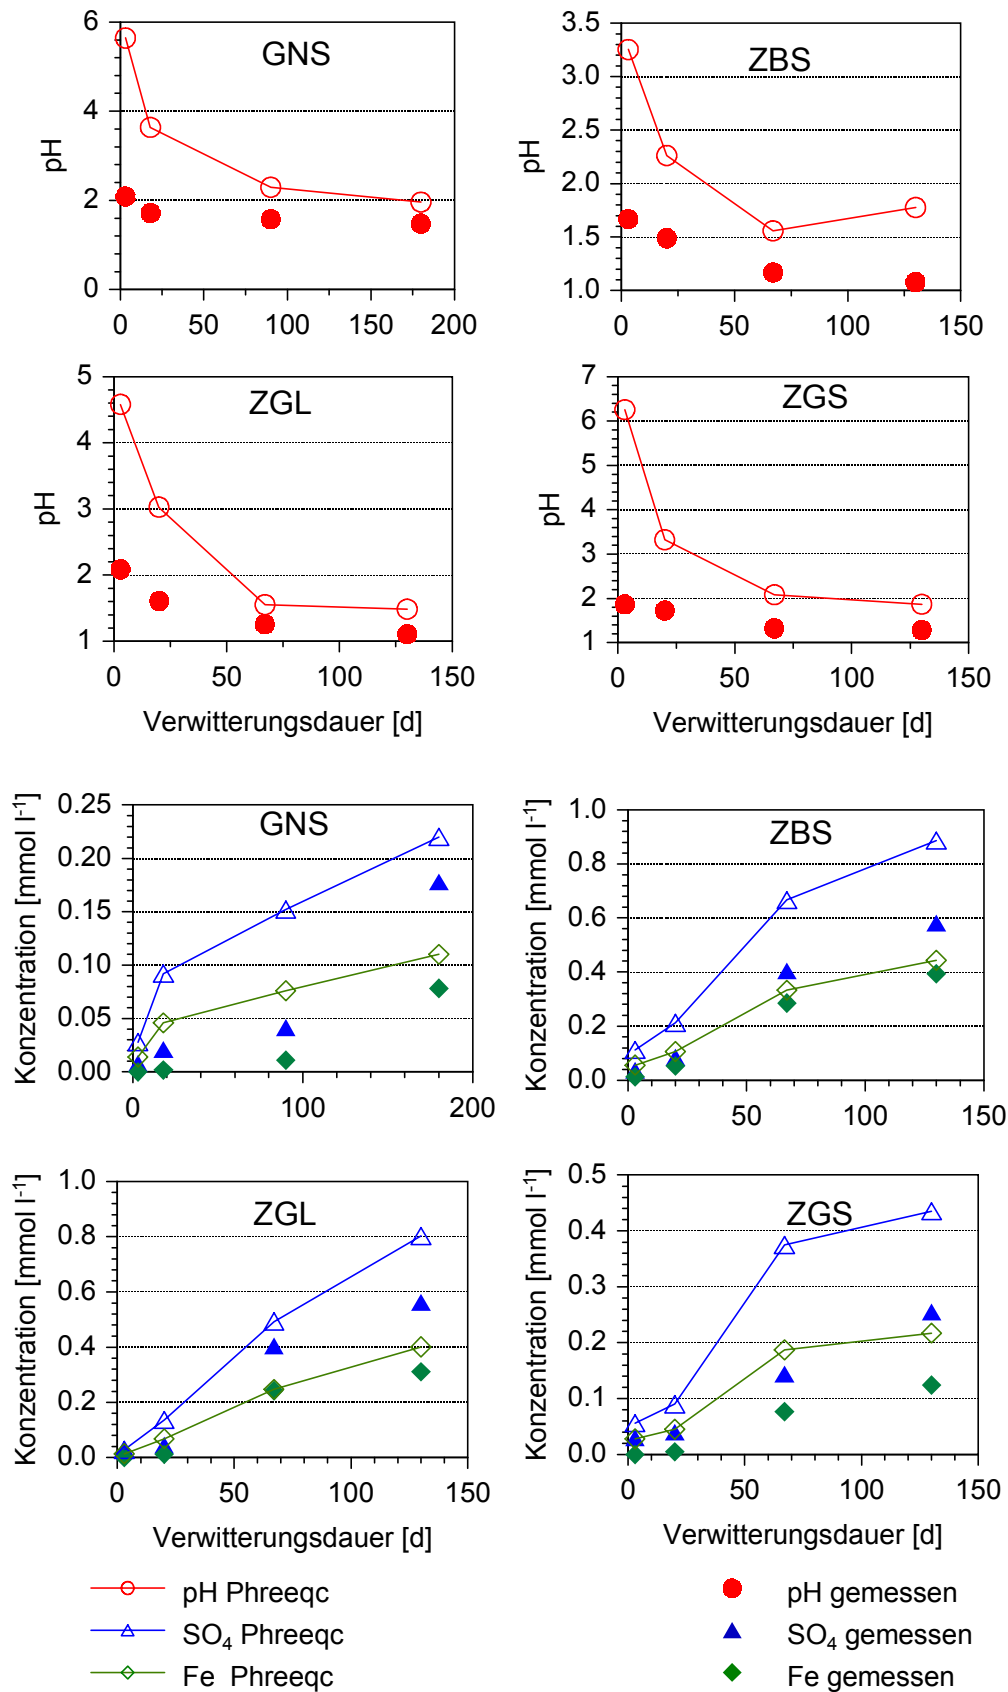 GNS
pH
6
4
2
0
0 50 100 150 200
ZBS
pH
3.5
3.0
2.5
2.0
1.5
1.0
0 50 100 150
ZGL
pH
5
4
3
2
1
0 50 100 150
Verwitterungsdauer [d]
ZGS
pH
7
6
5
4
3
2
1
0 50 100 150
Verwitterungsdauer [d]
GNS
Konzentration [mmol l⁻¹]
0.25
0.20
0.15
0.10
0.05
0.00
0 100 200
ZBS
Konzentration [mmol l⁻¹]
1.0
0.8
0.6
0.4
0.2
0.0
0 50 100 150
ZGL
Konzentration [mmol l⁻¹]
1.0
0.8
0.6
0.4
0.2
0.0
0 50 100 150
Verwitterungsdauer [d]
ZGS
Konzentration [mmol l⁻¹]
0.5
0.4
0.3
0.2
0.1
0.0
0 50 100 150
Verwitterungsdauer [d]
pH Phreeqc
SO₄ Phreeqc
Fe Phreeqc
pH gemessen
SO₄ gemessen
Fe gemessen